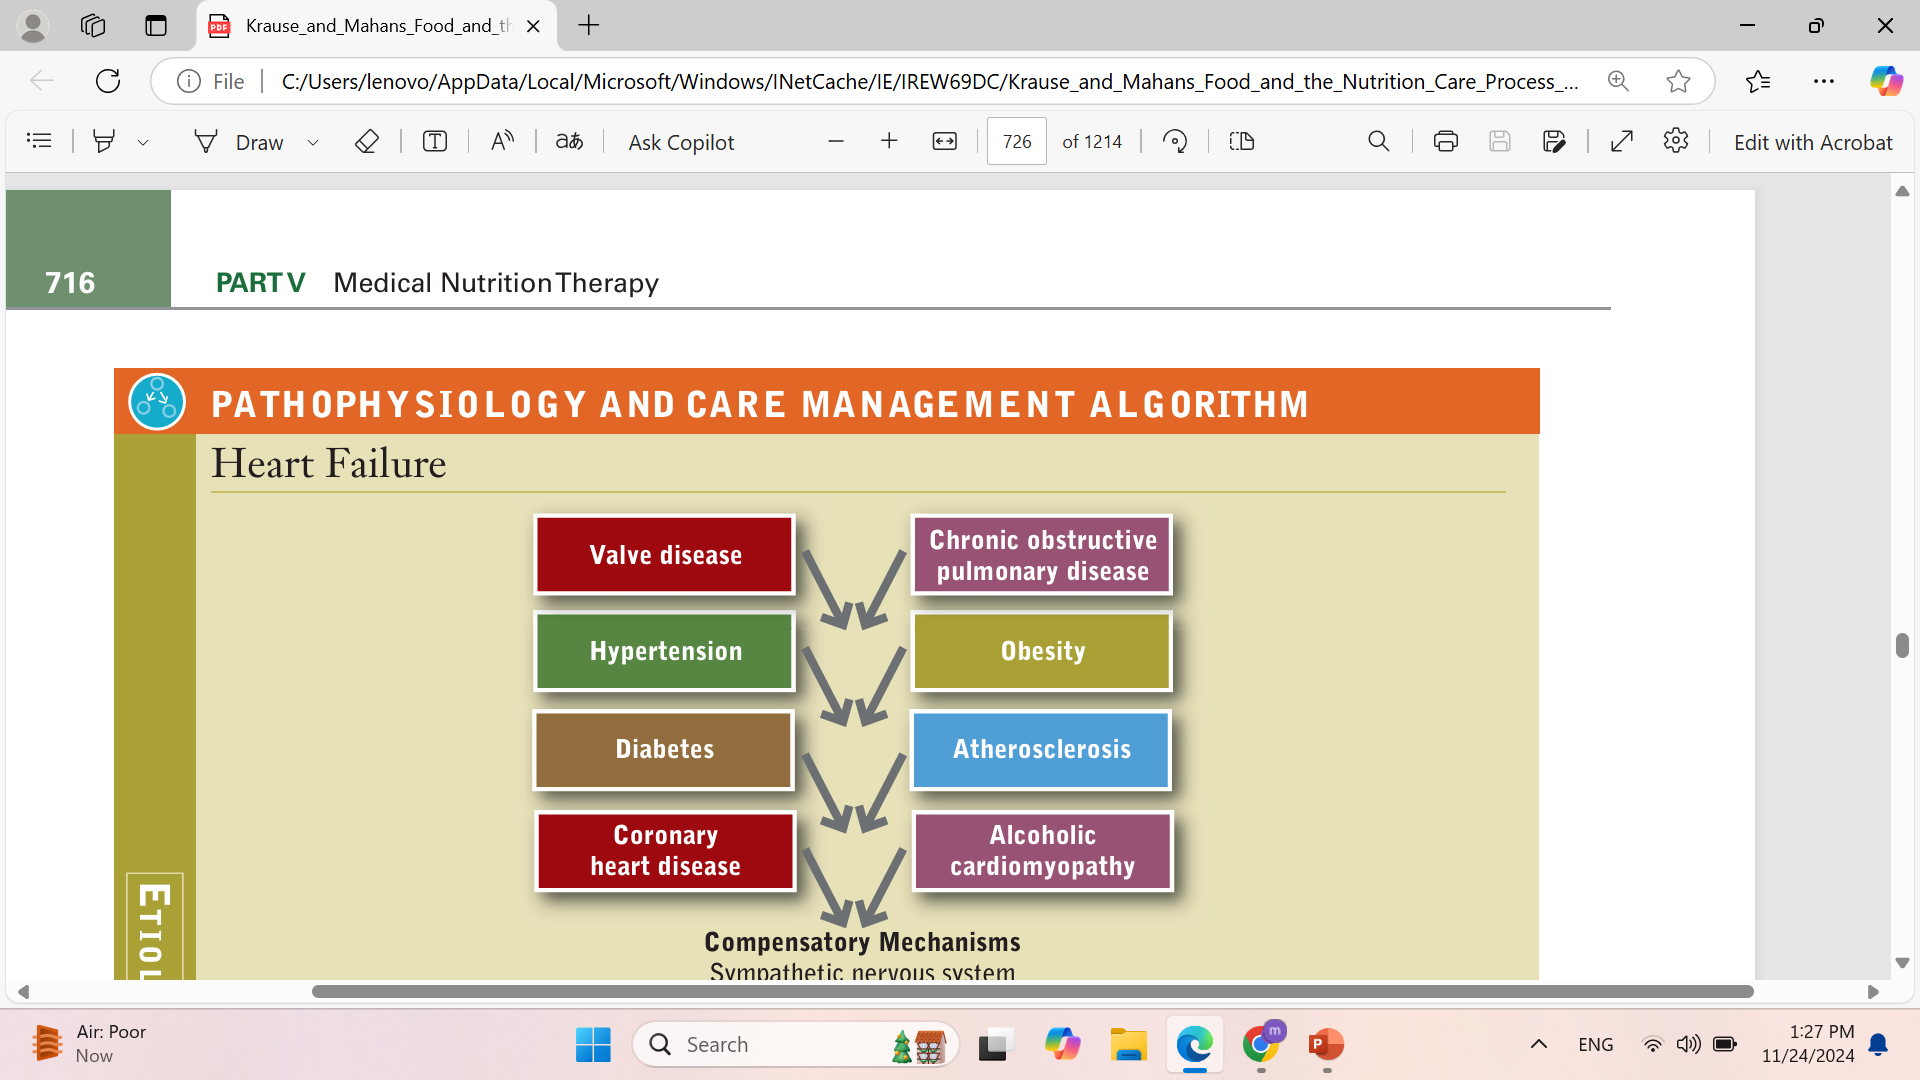 Krause_and_Mahans_Food_and_th
File
C:/Users/lenovo/AppData/Local/Microsoft/Windows/INetCache/IE/IREW69DC/Krause_and_Mahans_Food_and_the_Nutrition_Care_Process_...
Draw
Ask Copilot
726 of 1214
Edit with Acrobat
716 PART V Medical Nutrition Therapy
PATHOPHYSIOLOGY AND CARE MANAGEMENT ALGORITHM
Heart Failure
Valve disease
Chronic obstructive
pulmonary disease
Hypertension
Obesity
Diabetes
Atherosclerosis
Coronary
heart disease
Alcoholic
cardiomyopathy
Compensatory Mechanisms
Sympathetic nervous system
ETIOL
Air: Poor
Now
Search
ENG
1:27 PM
11/24/2024